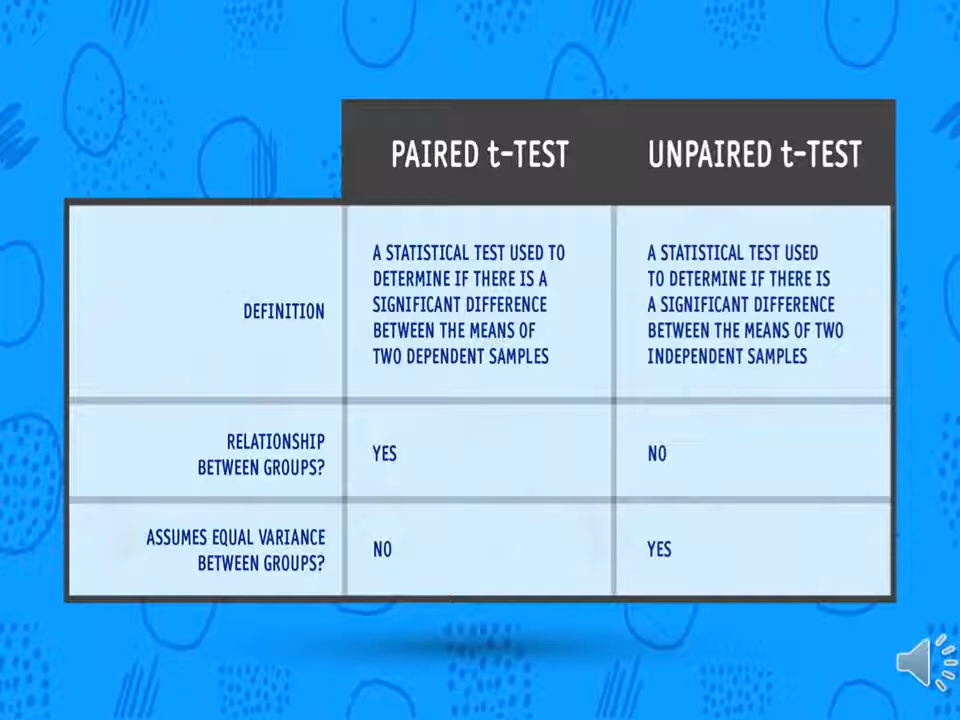 PAIRED t-TEST
UNPAIRED t-TEST
DEFINITION
A STATISTICAL TEST USED TO
DETERMINE IF THERE IS A
SIGNIFICANT DIFFERENCE
BETWEEN THE MEANS OF
TWO DEPENDENT SAMPLES
A STATISTICAL TEST USED
TO DETERMINE IF THERE IS
A SIGNIFICANT DIFFERENCE
BETWEEN THE MEANS OF TWO
INDEPENDENT SAMPLES
RELATIONSHIP
BETWEEN GROUPS?
YES
NO
ASSUMES EQUAL VARIANCE
BETWEEN GROUPS?
NO
YES